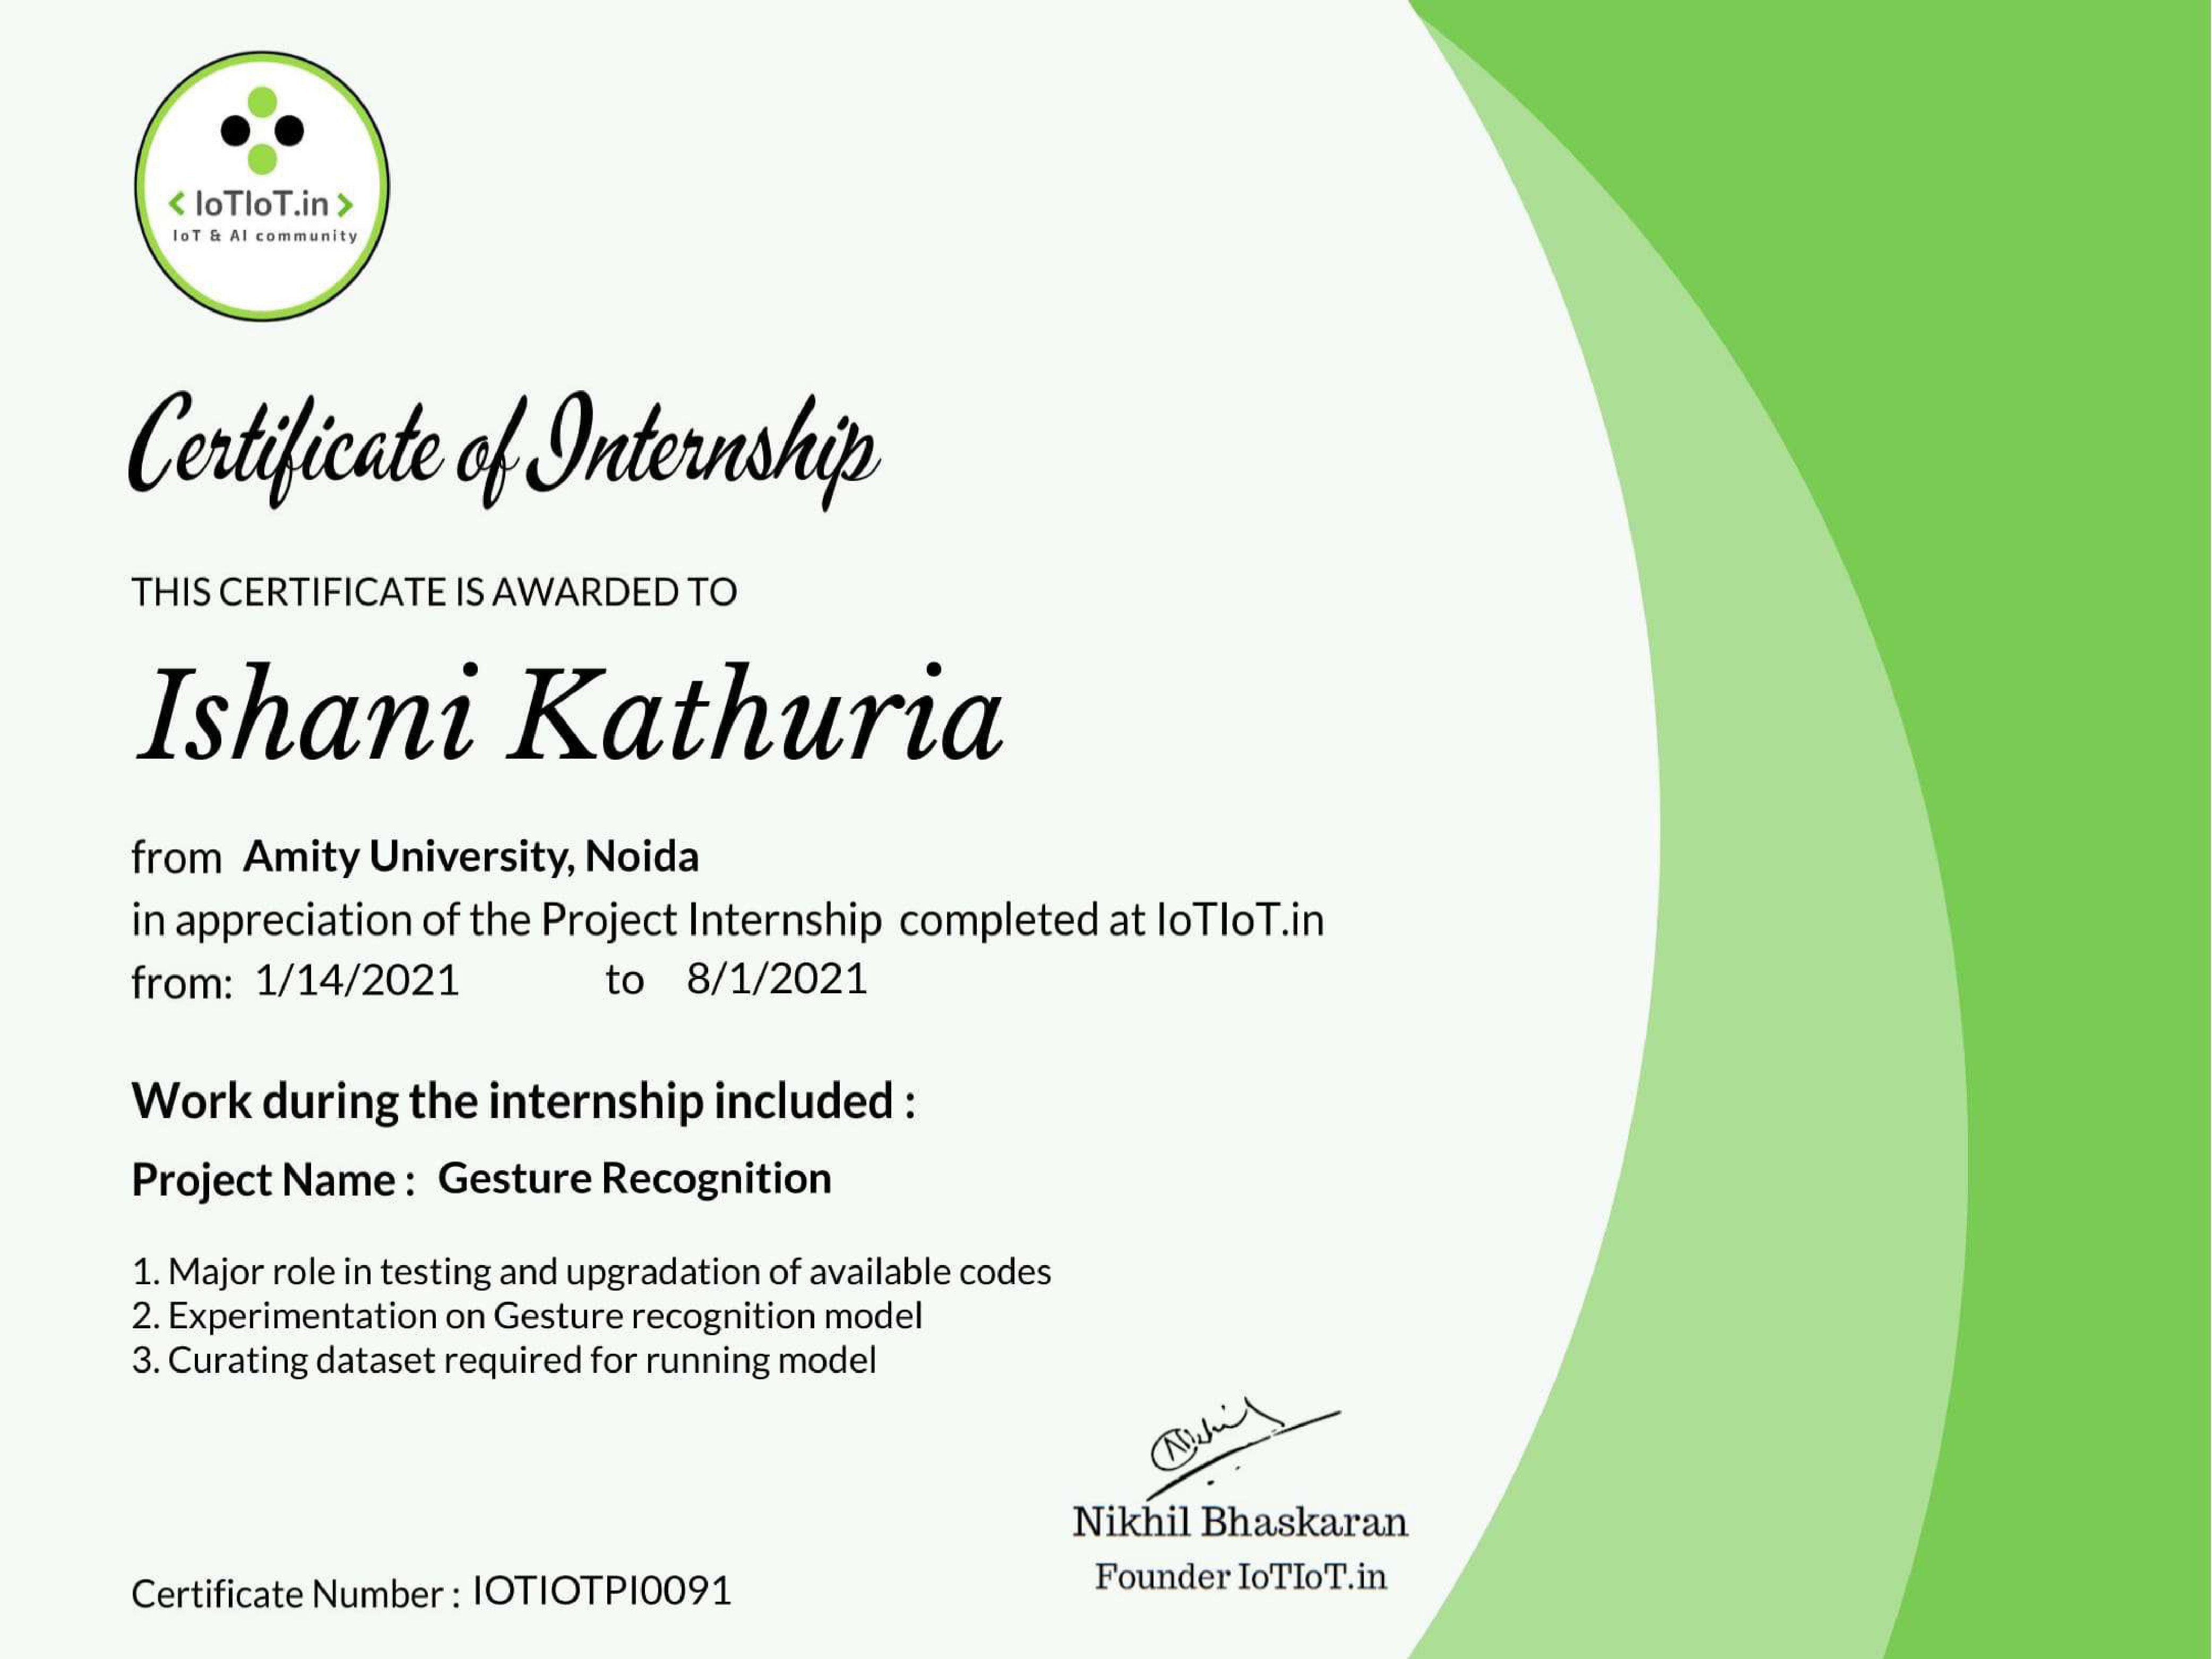 < IoTIoT.in >
IoT & AI community
Certificate of Internship
THIS CERTIFICATE IS AWARDED TO
Ishani Kathuria
from Amity University, Noida
in appreciation of the Project Internship completed at IoTIoT.in
from: 1/14/2021 to 8/1/2021
Work during the internship included :
Project Name : Gesture Recognition
1. Major role in testing and upgradation of available codes
2. Experimentation on Gesture recognition model
3. Curating dataset required for running model
Nikhil
Nikhil Bhaskaran
Founder IoTIoT.in
Certificate Number : IOTIOTPI0091